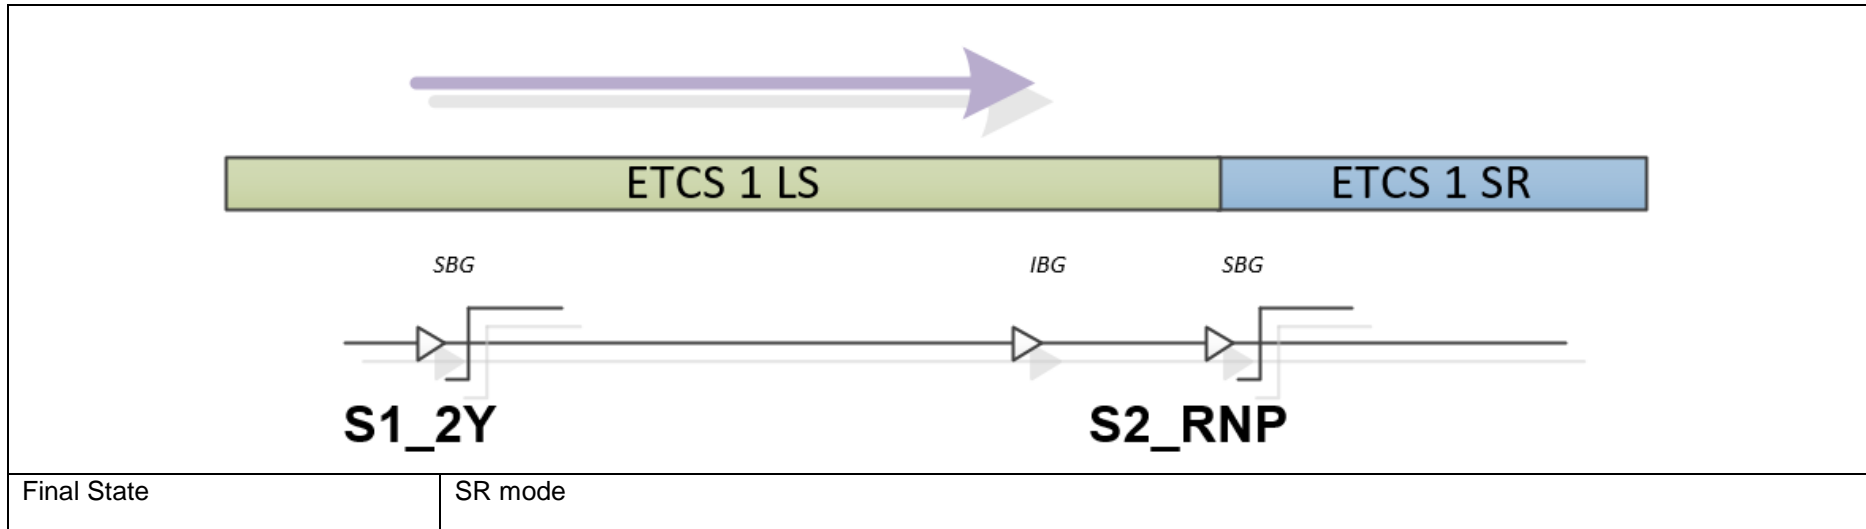 ETCS 1 LS ETCS 1 SR
SBG IBG SBG
S1_2Y S2_RNP
Final State SR mode